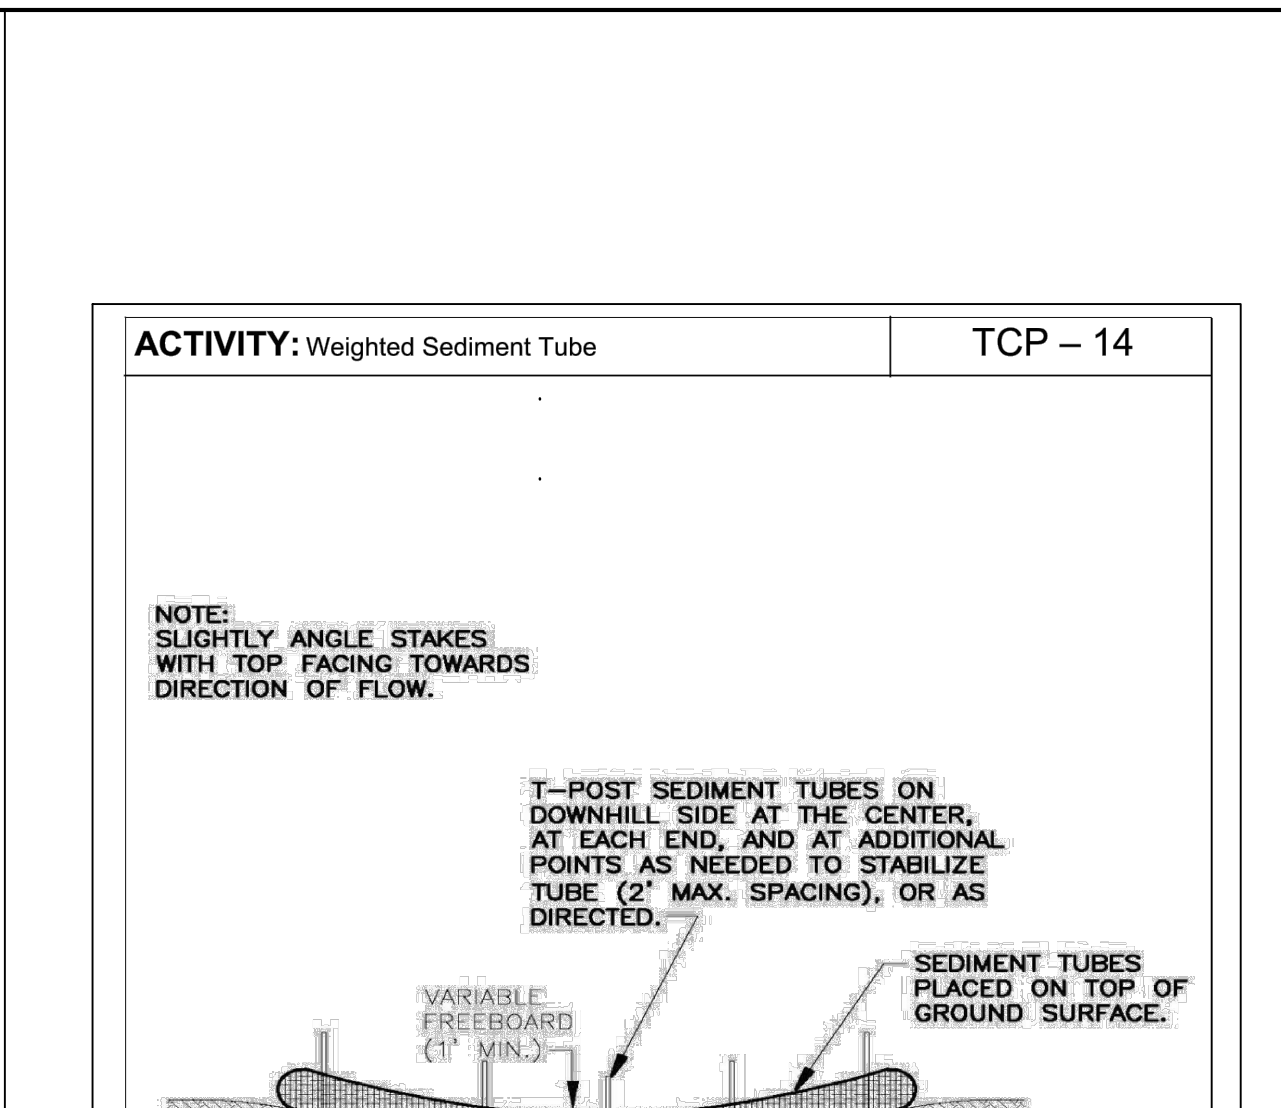 ACTIVITY: Weighted Sediment Tube
TCP – 14
NOTE:
SLIGHTLY ANGLE STAKES
WITH TOP FACING TOWARDS
DIRECTION OF FLOW.
T-POST SEDIMENT TUBES ON
DOWNHILL SIDE AT THE CENTER,
AT EACH END, AND AT ADDITIONAL
POINTS AS NEEDED TO STABILIZE
TUBE (2' MAX. SPACING), OR AS
DIRECTED.
SEDIMENT TUBES
PLACED ON TOP OF
GROUND SURFACE.
VARIABLE
FREEBOARD
(1' MIN.)